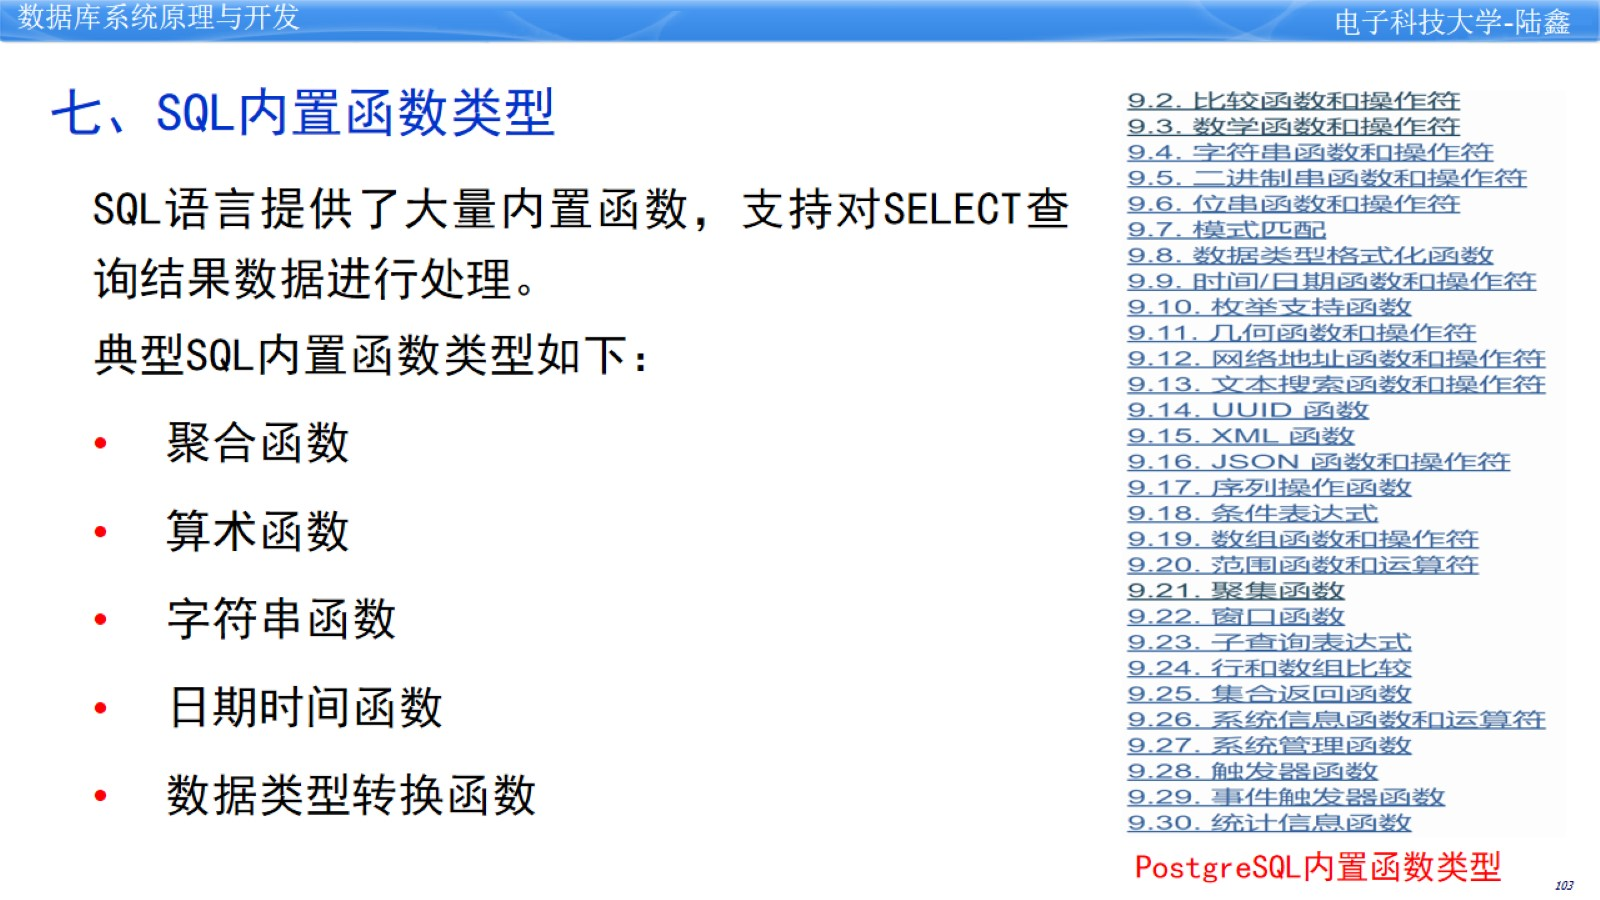 数据库系统原理与开发
电子科技大学-陆鑫
七、SQL内置函数类型
SQL语言提供了大量内置函数，支持对SELECT查
询结果数据进行处理。
典型SQL内置函数类型如下：
• 聚合函数
• 算术函数
• 字符串函数
• 日期时间函数
• 数据类型转换函数
9.2. 比较函数和操作符
9.3. 数学函数和操作符
9.4. 字符串函数和操作符
9.5. 二进制串函数和操作符
9.6. 位串函数和操作符
9.7. 模式匹配
9.8. 数据类型格式化函数
9.9. 时间/日期函数和操作符
9.10. 枚举支持函数
9.11. 几何函数和操作符
9.12. 网络地址函数和操作符
9.13. 文本搜索函数和操作符
9.14. UUID 函数
9.15. XML 函数
9.16. JSON 函数和操作符
9.17. 序列操作函数
9.18. 条件表达式
9.19. 数组函数和操作符
9.20. 范围函数和运算符
9.21. 聚集函数
9.22. 窗口函数
9.23. 子查询表达式
9.24. 行和数组比较
9.25. 集合返回函数
9.26. 系统信息函数和运算符
9.27. 系统管理函数
9.28. 触发器函数
9.29. 事件触发器函数
9.30. 统计信息函数
PostgreSQL内置函数类型
103